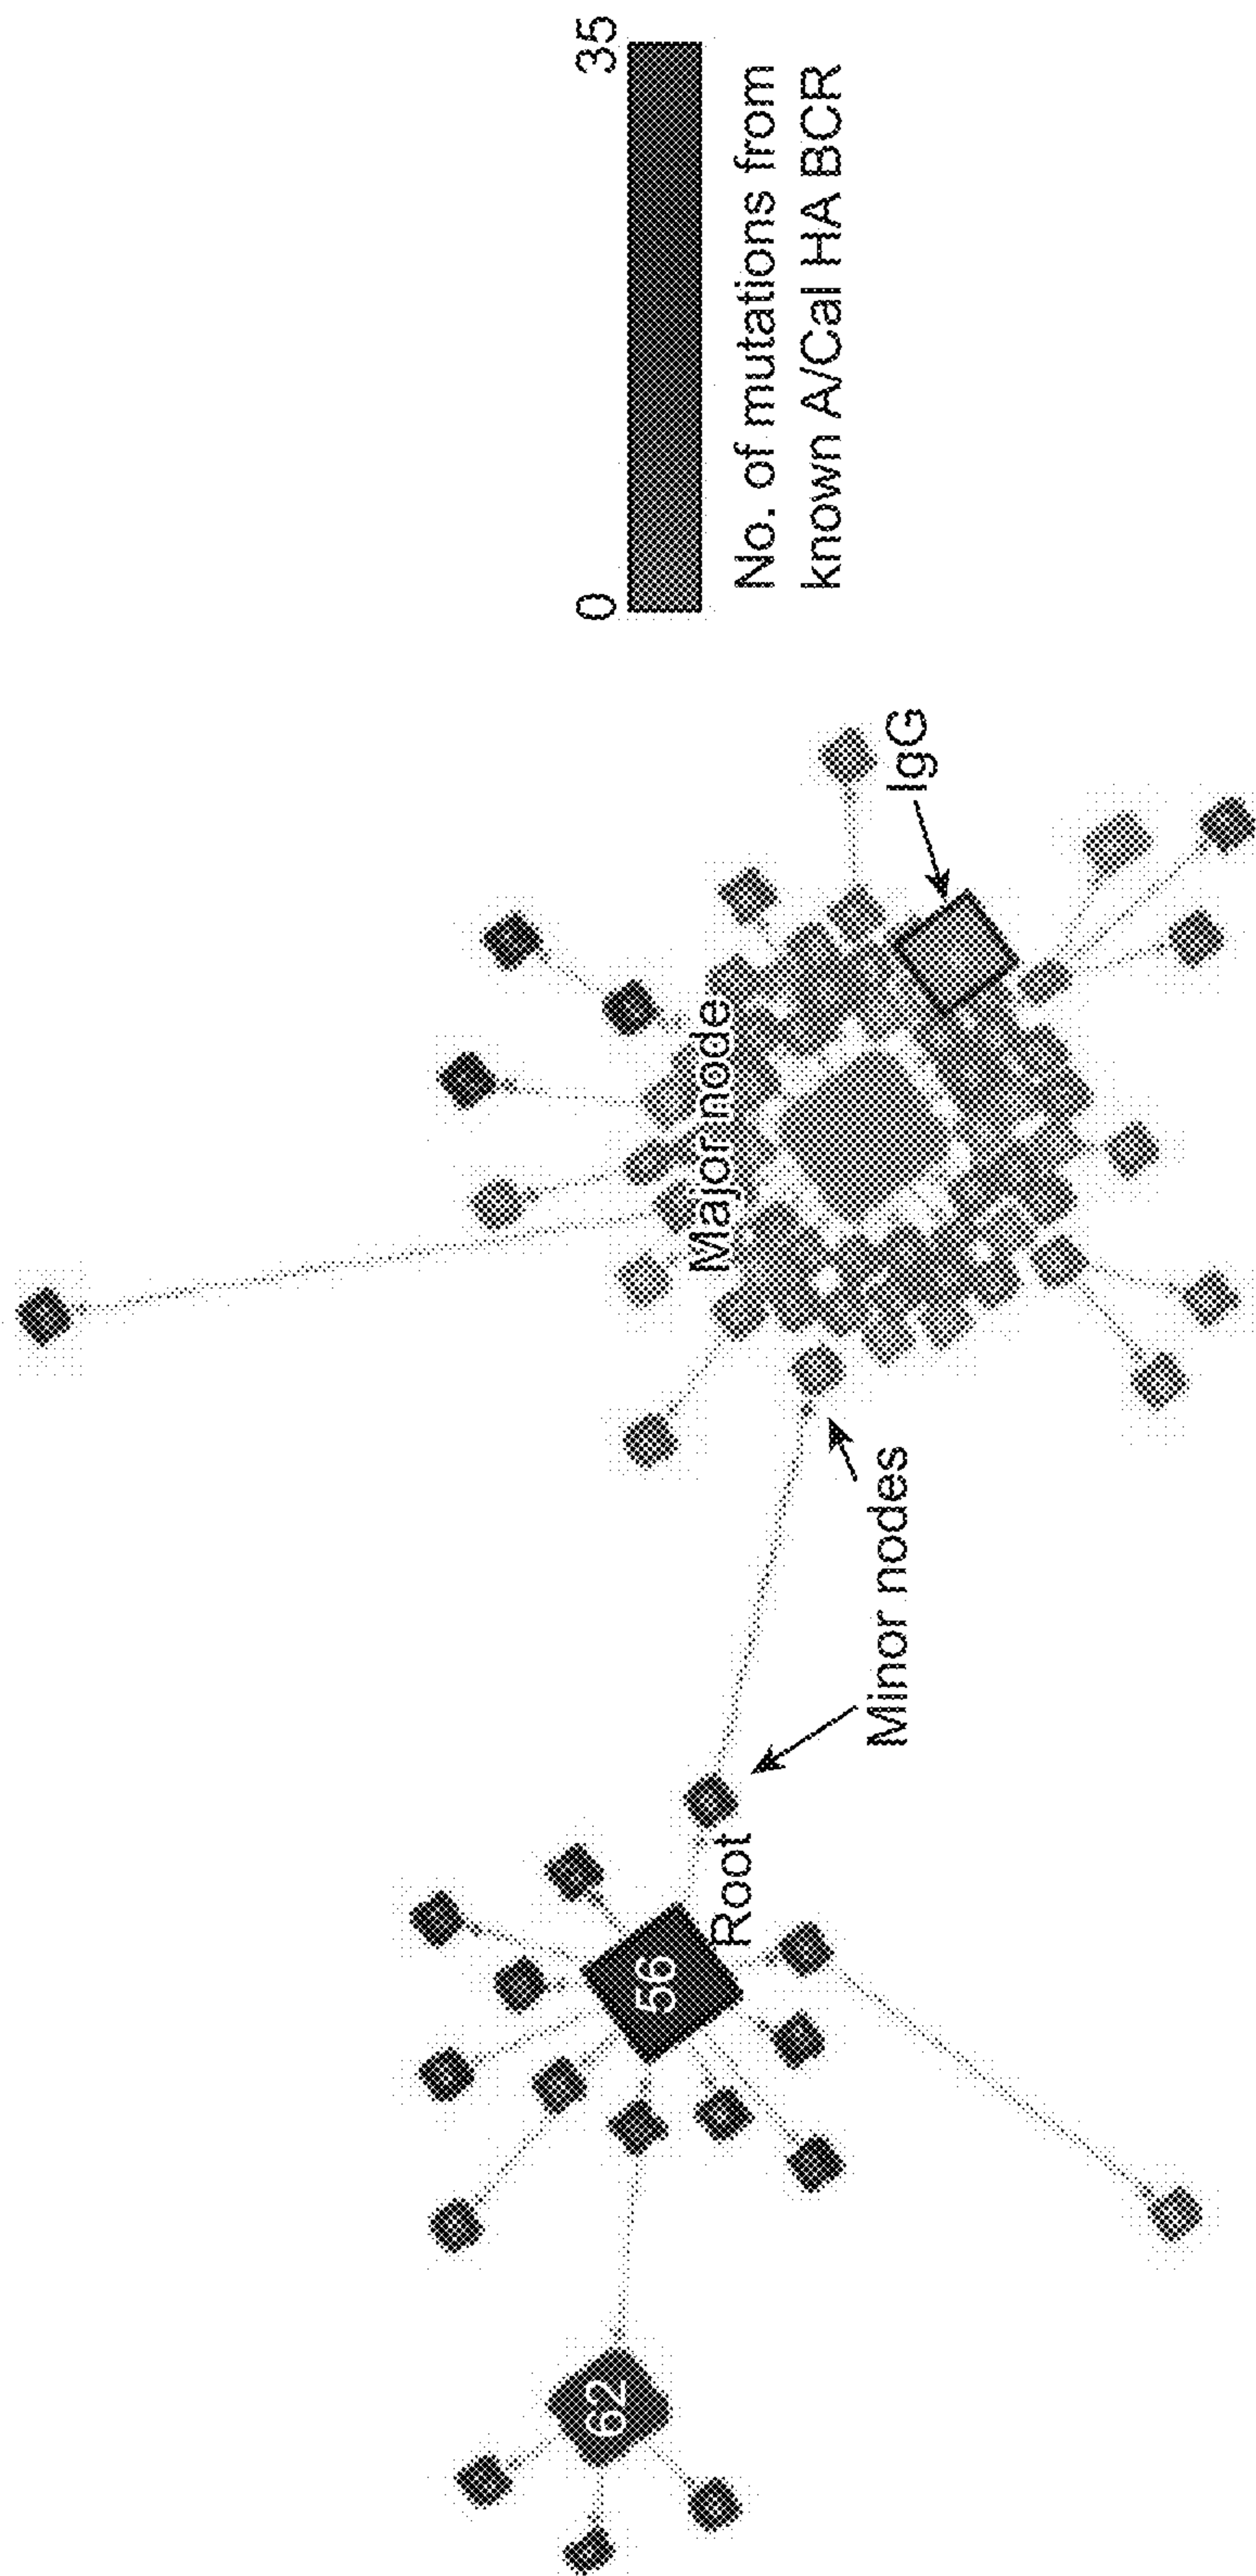 62
56
Root
Minor nodes
Major node
IgG
0
35
No. of mutations from
known A/Cal HA BCR